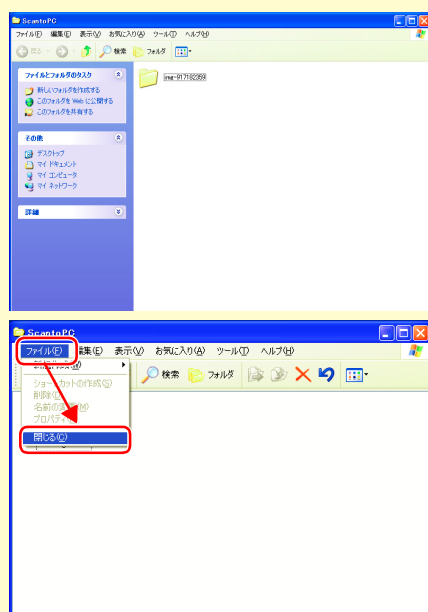 ScantoPC
ファイル(F) 編集(E) 表示(V) お気に入り(A) ツール(T) ヘルプ(H)
戻る 検索 フォルダ
ファイルとフォルダのタスク
新しいフォルダを作成する
このフォルダを Web に公開する
このフォルダを共有する
その他
デスクトップ
マイ ドキュメント
マイ コンピュータ
マイ ネットワーク
詳細
ima-917182359
ScantoPC
ファイル(F) 編集(E) 表示(V) お気に入り(A) ツール(T) ヘルプ(H)
検索 フォルダ
(W)
ショートカットの作成(S)
削除(D)
名前の変更(M)
プロパティ
閉じる(C)